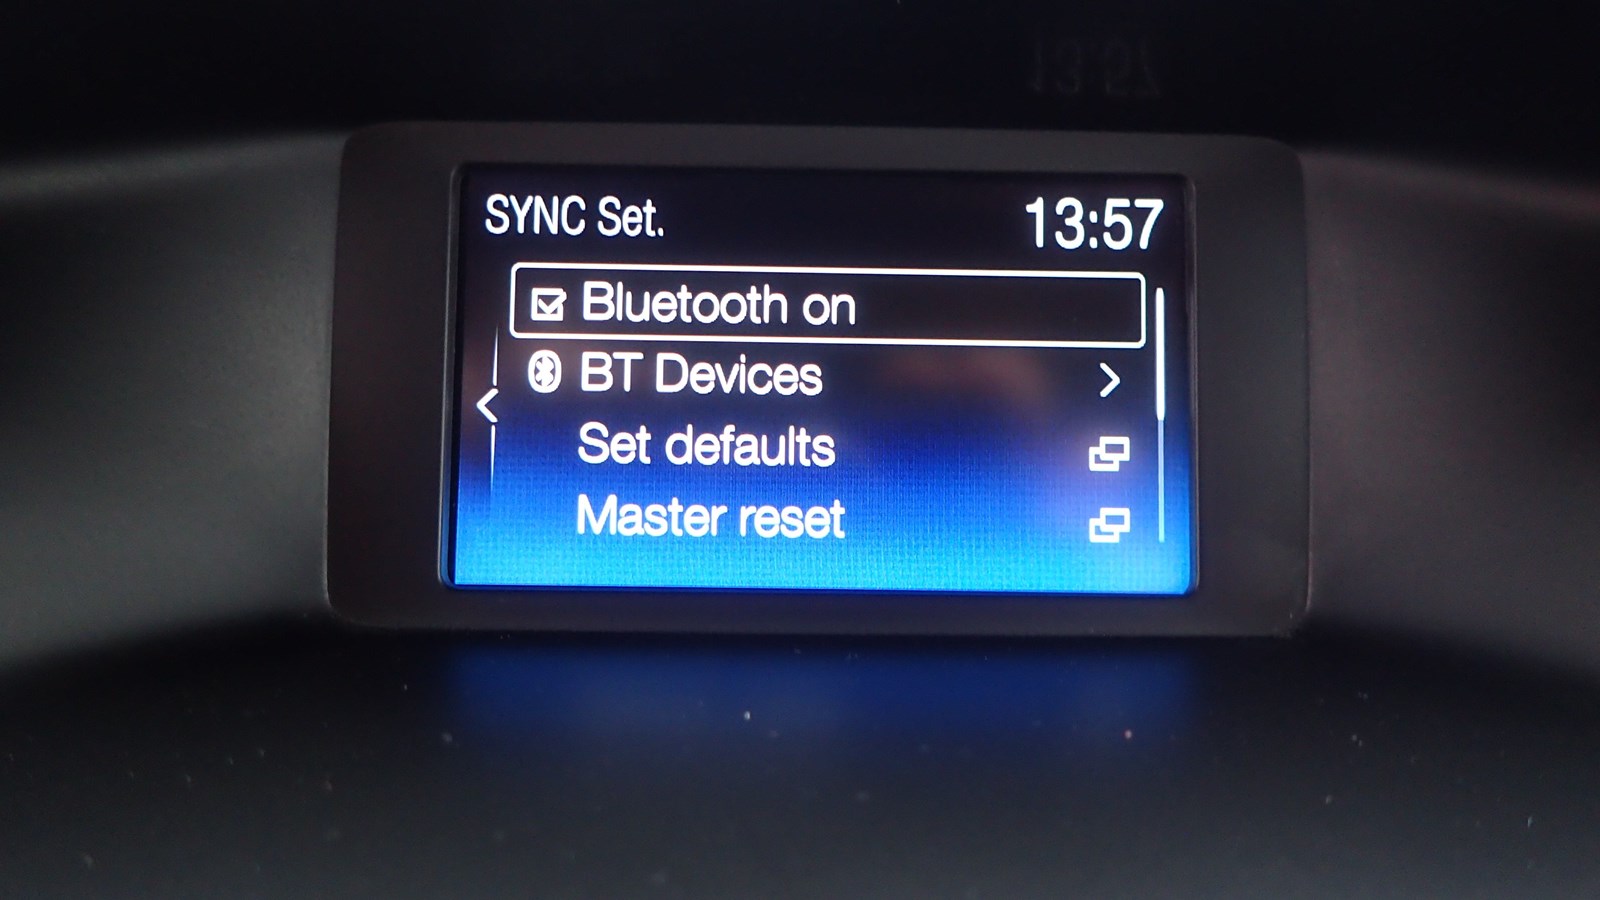 SYNC Set. 13:57
Bluetooth on
BT Devices
Set defaults
Master reset